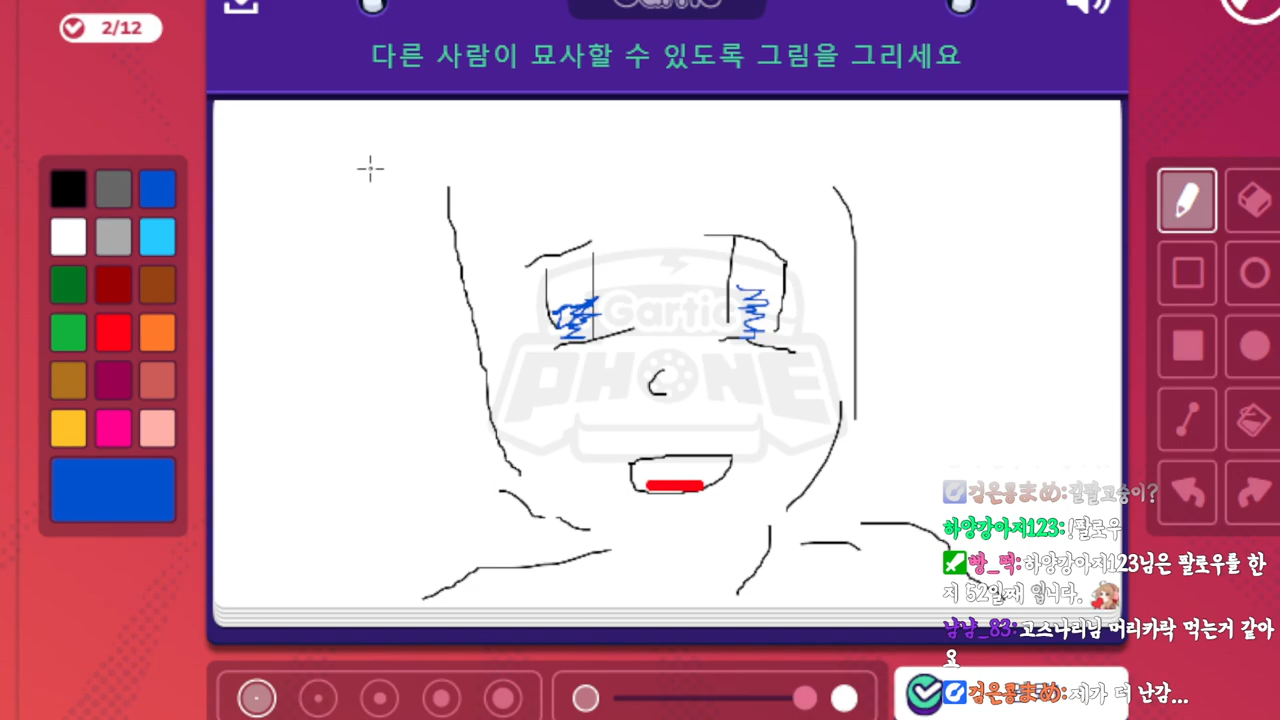 2/12
Gartic
다른 사람이 묘사할 수 있도록 그림을 그리세요
Gartic
PHONE
검은콩まめ:길팔고숭이?
하양강아지123:!팔로우
빵_떡:하양강아지123님은 팔로우를 한
지 52일째 입니다.
냠냠_83:고스나리님 머리카락 먹는거 같아
요
검은콩まめ:제가 더 난감...